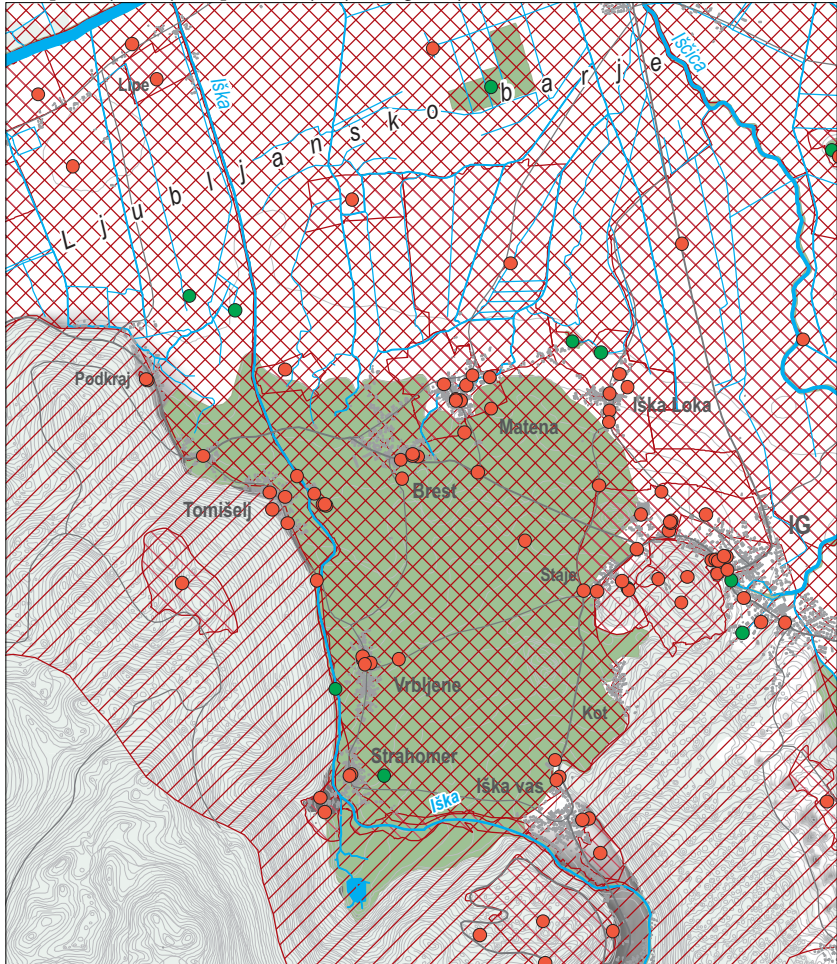 Iška
Iščica
Lipe
Ljubljansko barje
Podkraj
Iška Loka
Matena
Brest
Tomišelj
IG
Staje
Vrbljene
Kot
Strahomer
Iška vas
Iška